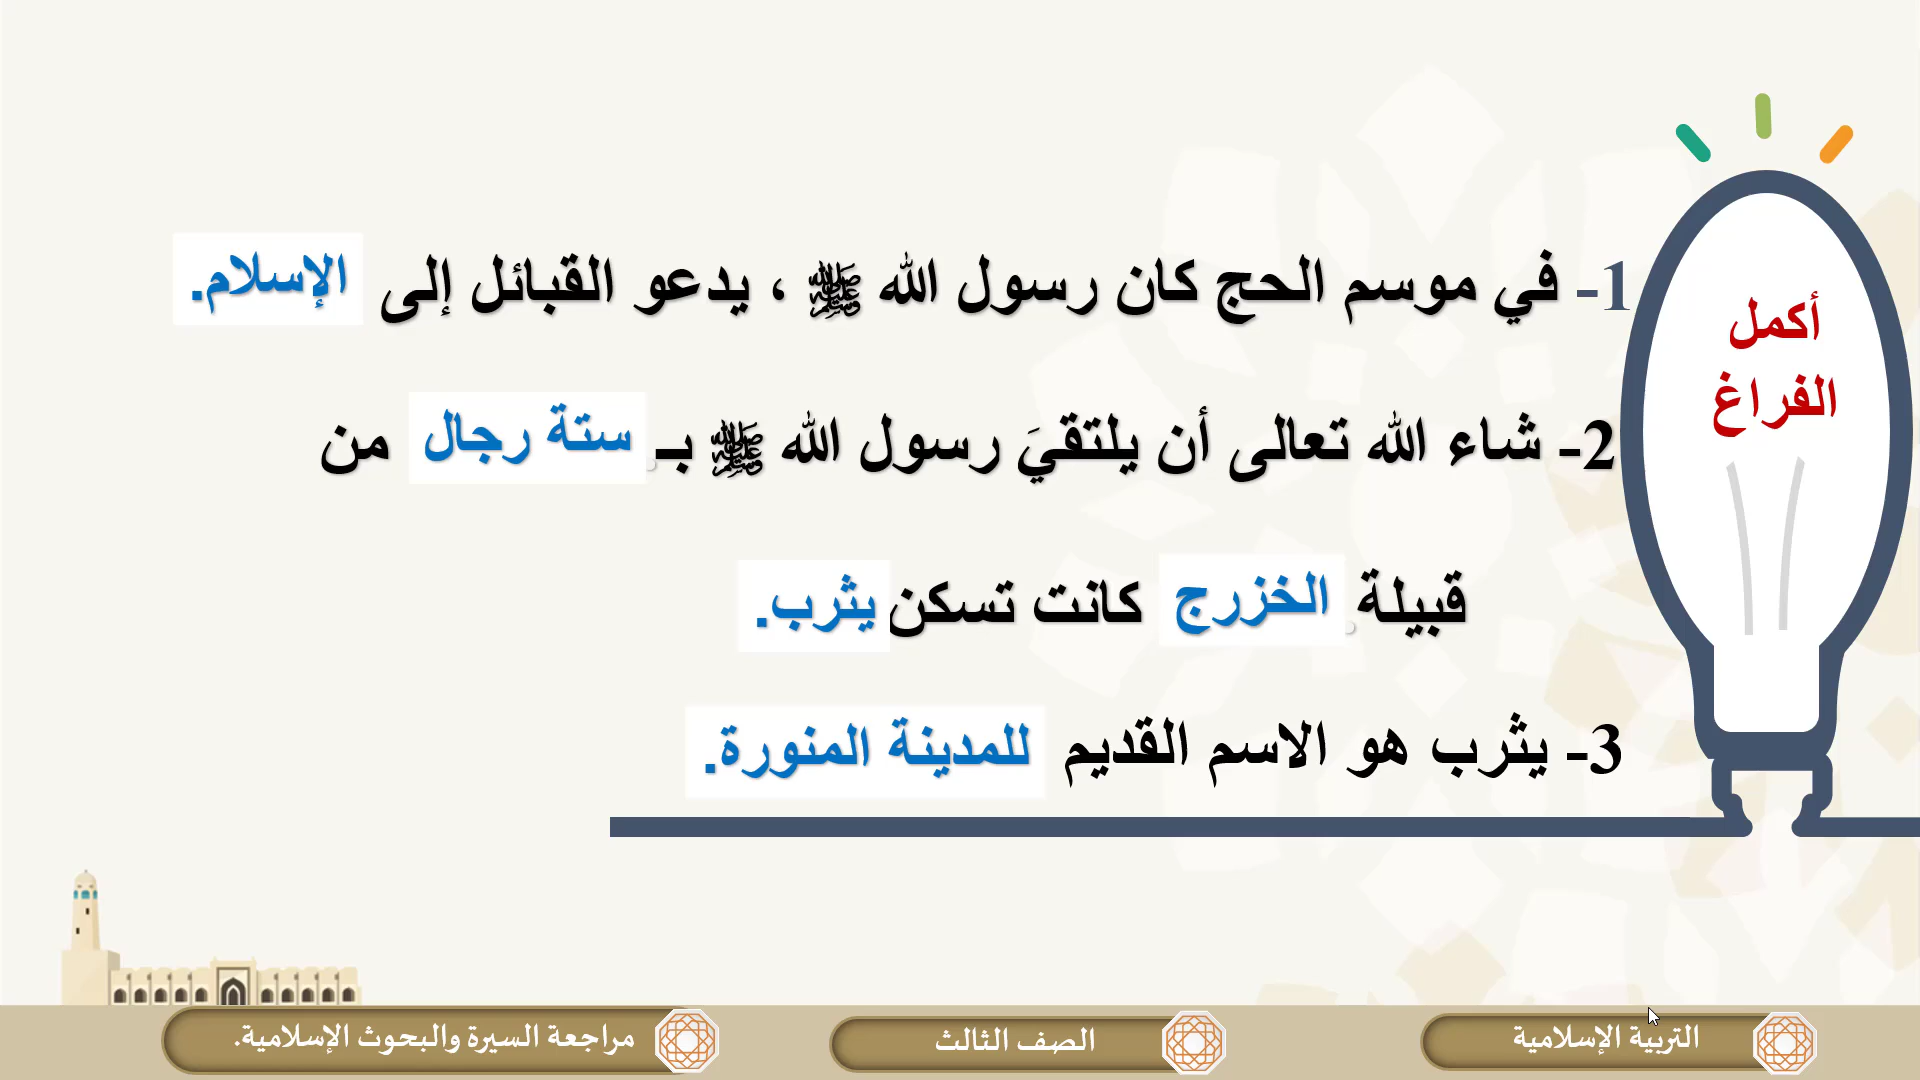 أكمل
الفراغ
1- في موسم الحج كان رسول الله ﷺ ، يدعو القبائل إلى الإسلام.
2- شاء الله تعالى أن يلتقيَ رسول الله ﷺ بـ ستة رجال من
قبيلة الخزرج كانت تسكن يثرب.
3- يثرب هو الاسم القديم للمدينة المنورة.
التربية الإسلامية
الصف الثالث
مراجعة السيرة والبحوث الإسلامية.